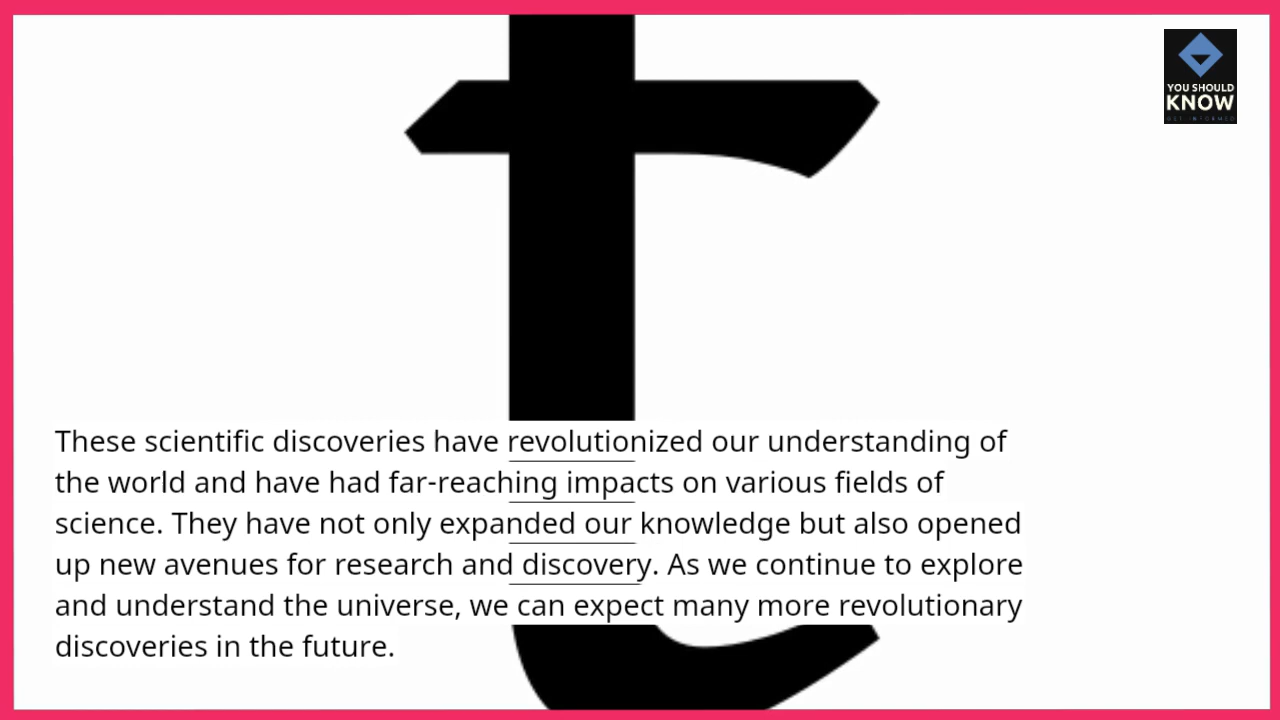 t
YOU SHOULD
KNOW
GET INFORMED
These scientific discoveries have revolutionized our understanding of
the world and have had far-reaching impacts on various fields of
science. They have not only expanded our knowledge but also opened
up new avenues for research and discovery. As we continue to explore
and understand the universe, we can expect many more revolutionary
discoveries in the future.